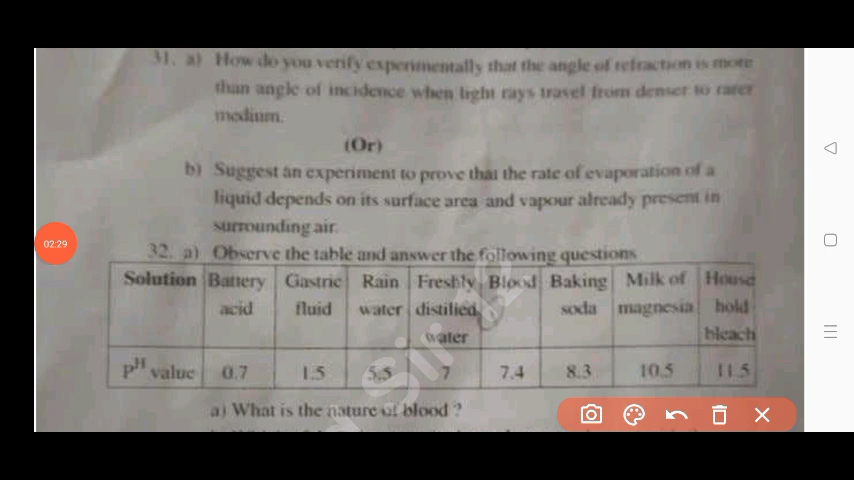 31. a) How do you verify experimentally that the angle of refraction is more
than angle of incidence when light rays travel from denser to rarer
medium.
(Or)
b) Suggest an experiment to prove that the rate of evaporation of a
liquid depends on its surface area and vapour already present in
surrounding air.
32. a) Observe the table and answer the following questions
Solution Battery Gastric Rain Freshly Blood Baking Milk of House
acid fluid water distilled soda magnesia hold
water bleach
pH value 0.7 1.5 5.5 7 7.4 8.3 10.5 11.5
a) What is the nature of blood ?
02:29
Sir